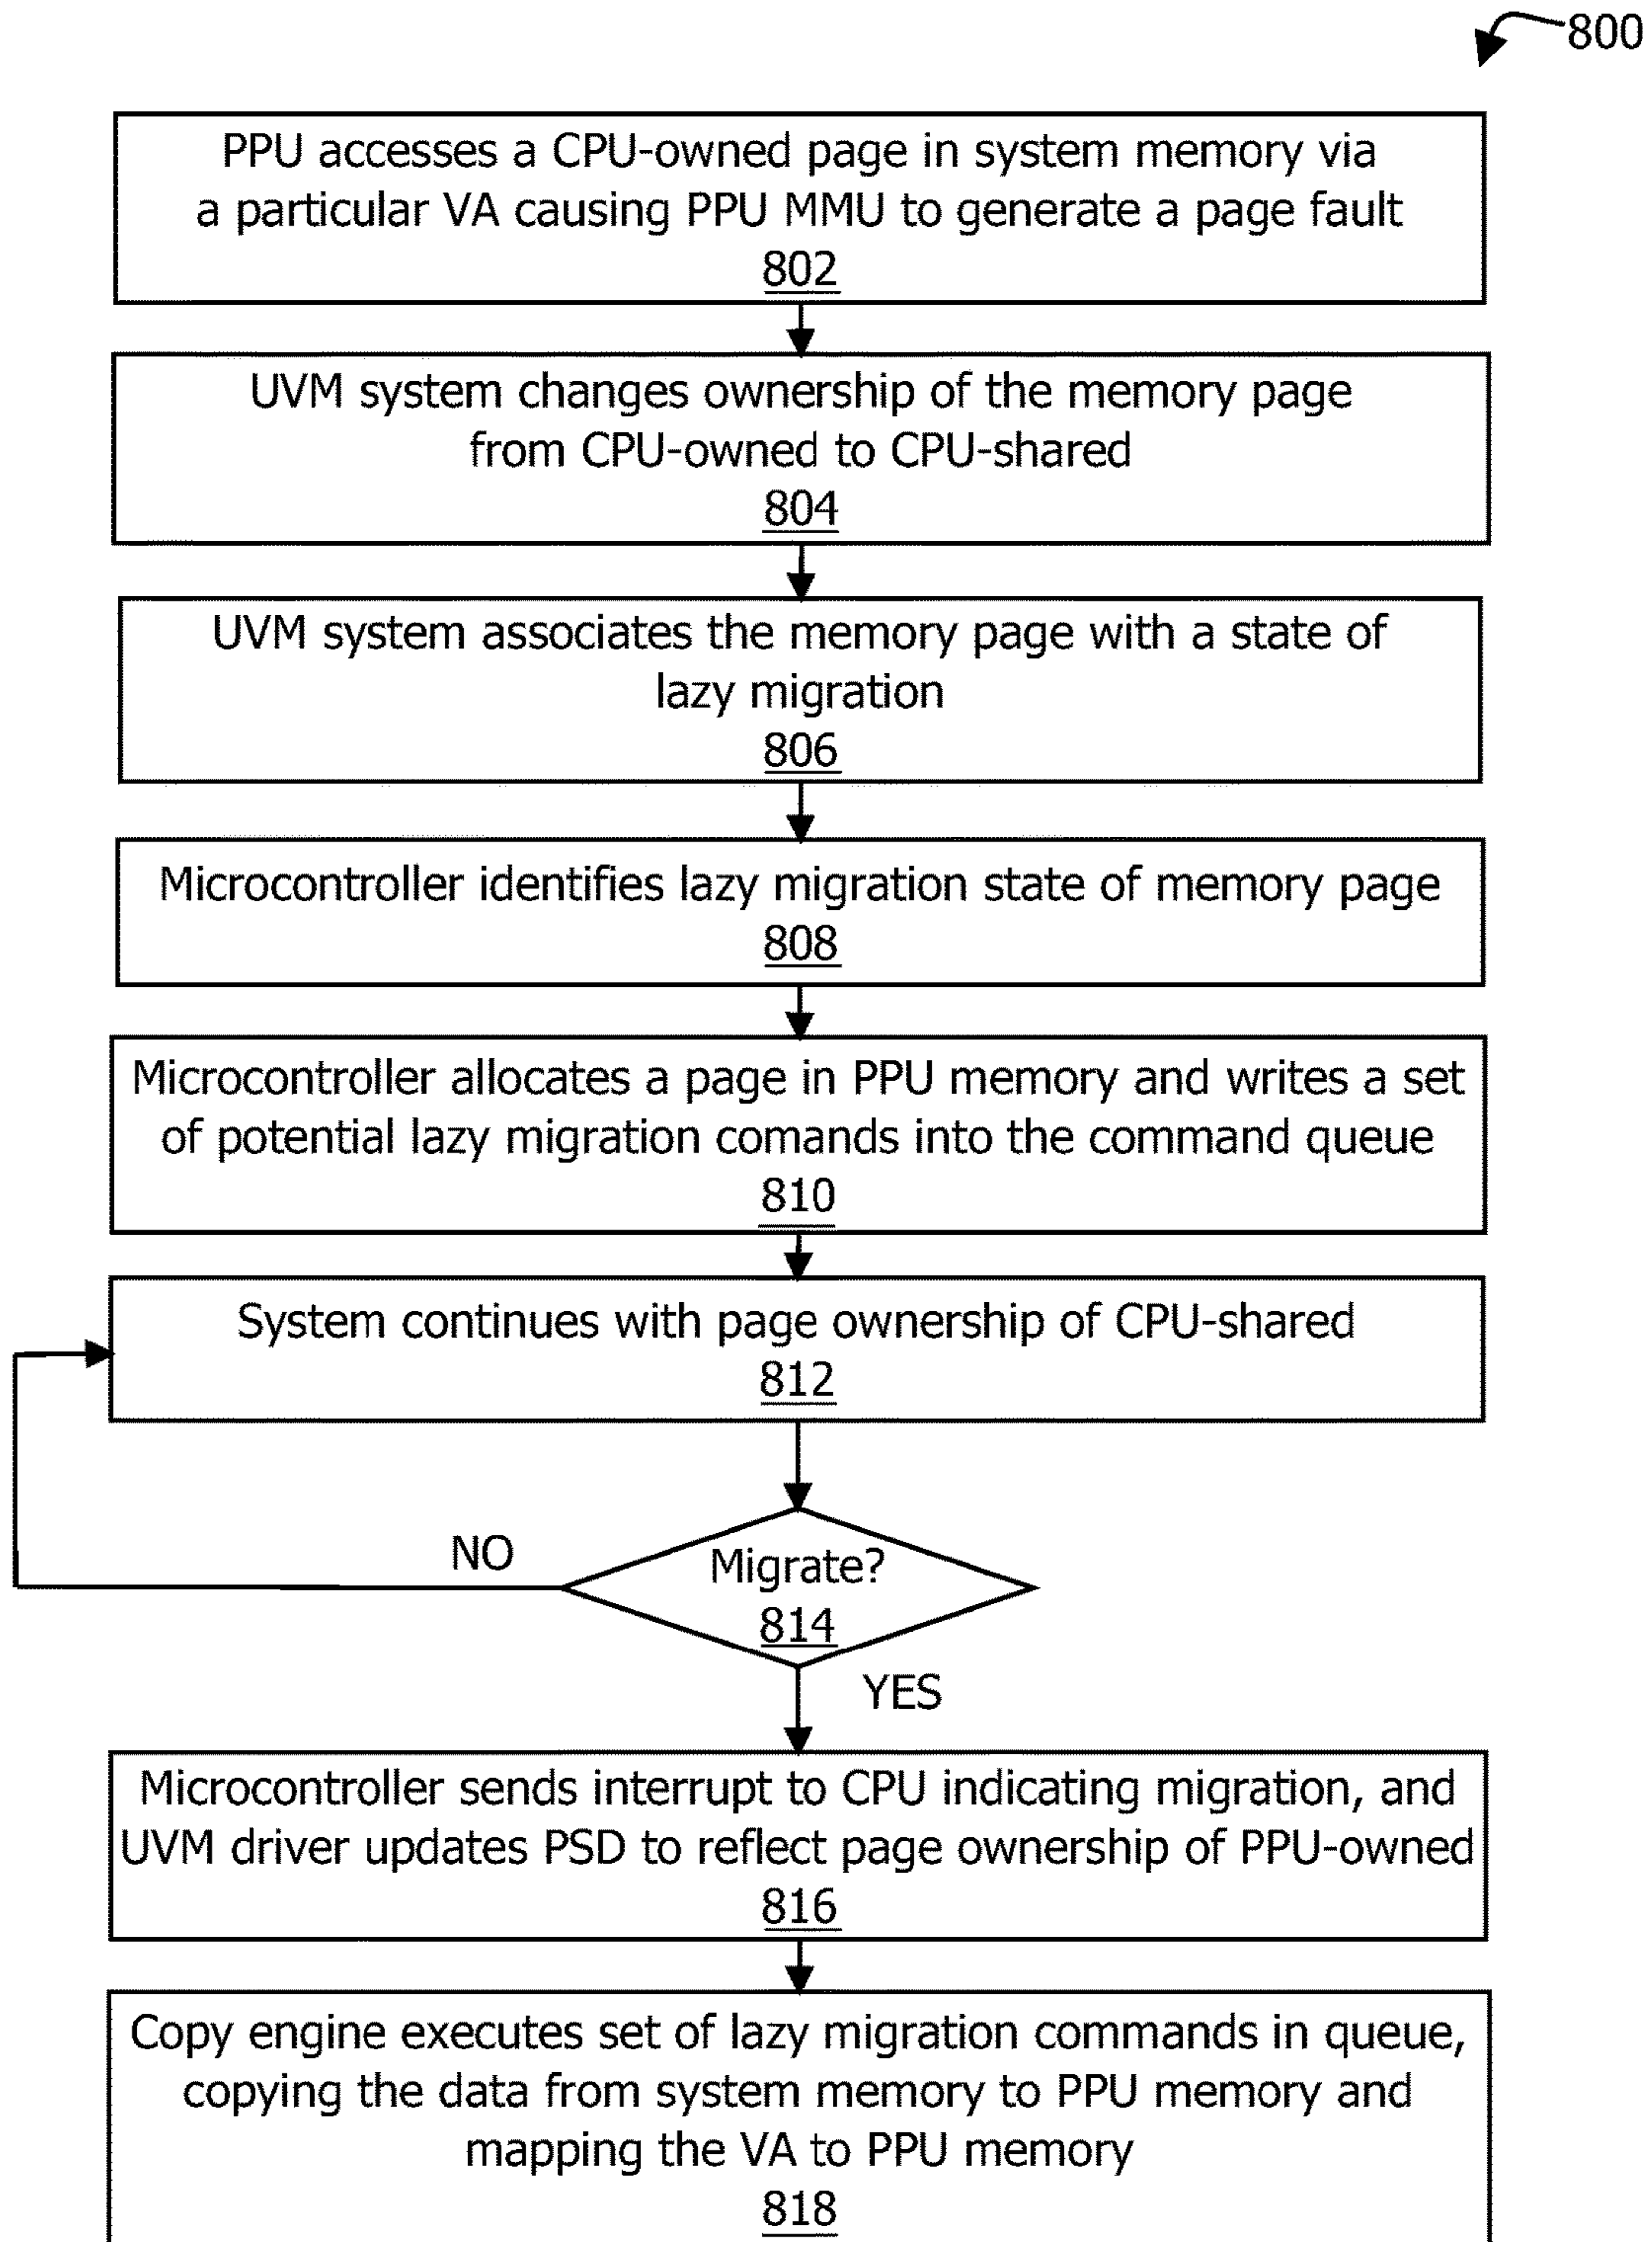 800
PPU accesses a CPU-owned page in system memory via
a particular VA causing PPU MMU to generate a page fault
802
UVM system changes ownership of the memory page
from CPU-owned to CPU-shared
804
UVM system associates the memory page with a state of
lazy migration
806
Microcontroller identifies lazy migration state of memory page
808
Microcontroller allocates a page in PPU memory and writes a set
of potential lazy migration comands into the command queue
810
System continues with page ownership of CPU-shared
812
NO
Migrate?
814
YES
Microcontroller sends interrupt to CPU indicating migration, and
UVM driver updates PSD to reflect page ownership of PPU-owned
816
Copy engine executes set of lazy migration commands in queue,
copying the data from system memory to PPU memory and
mapping the VA to PPU memory
818